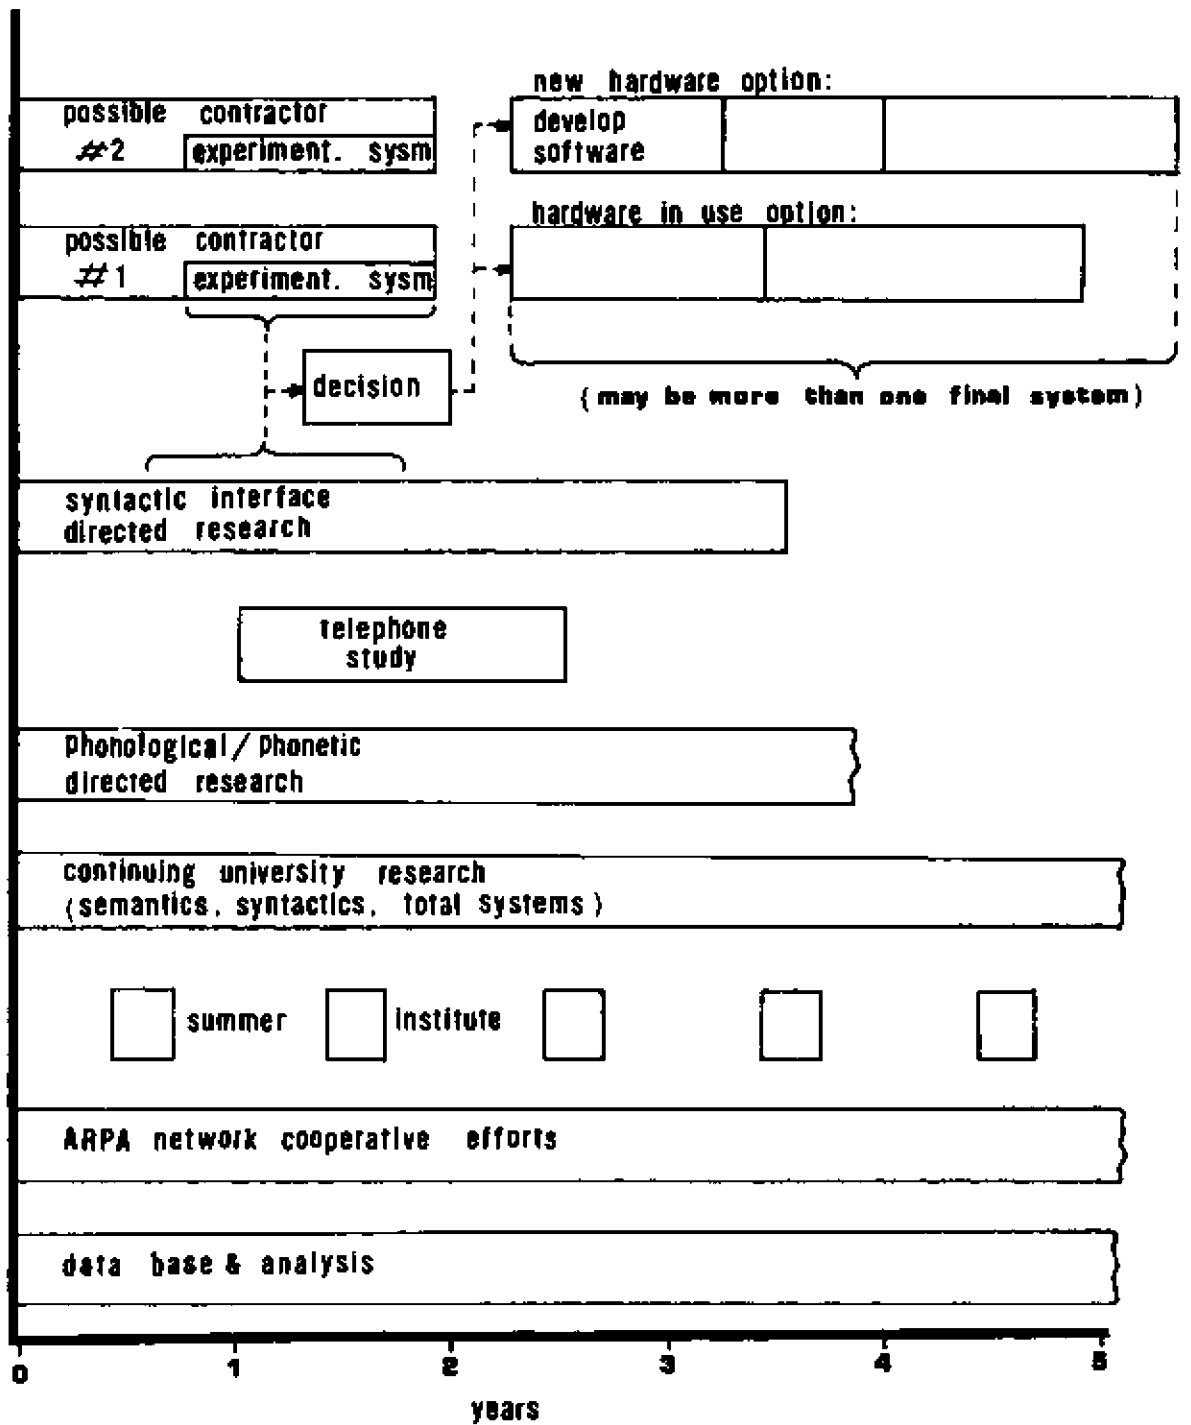 new hardware option:
possible contractor
#2
experiment. sysm
develop
software
hardware in use option:
possible contractor
#1
experiment. sysm
decision
(may be more than one final system)
syntactic interface
directed research
telephone
study
Phonological/Phonetic
directed research
continuing university research
(semantics, syntactics, total systems)
summer institute
ARPA network cooperative efforts
data base & analysis
0 1 2 3 4 5
years